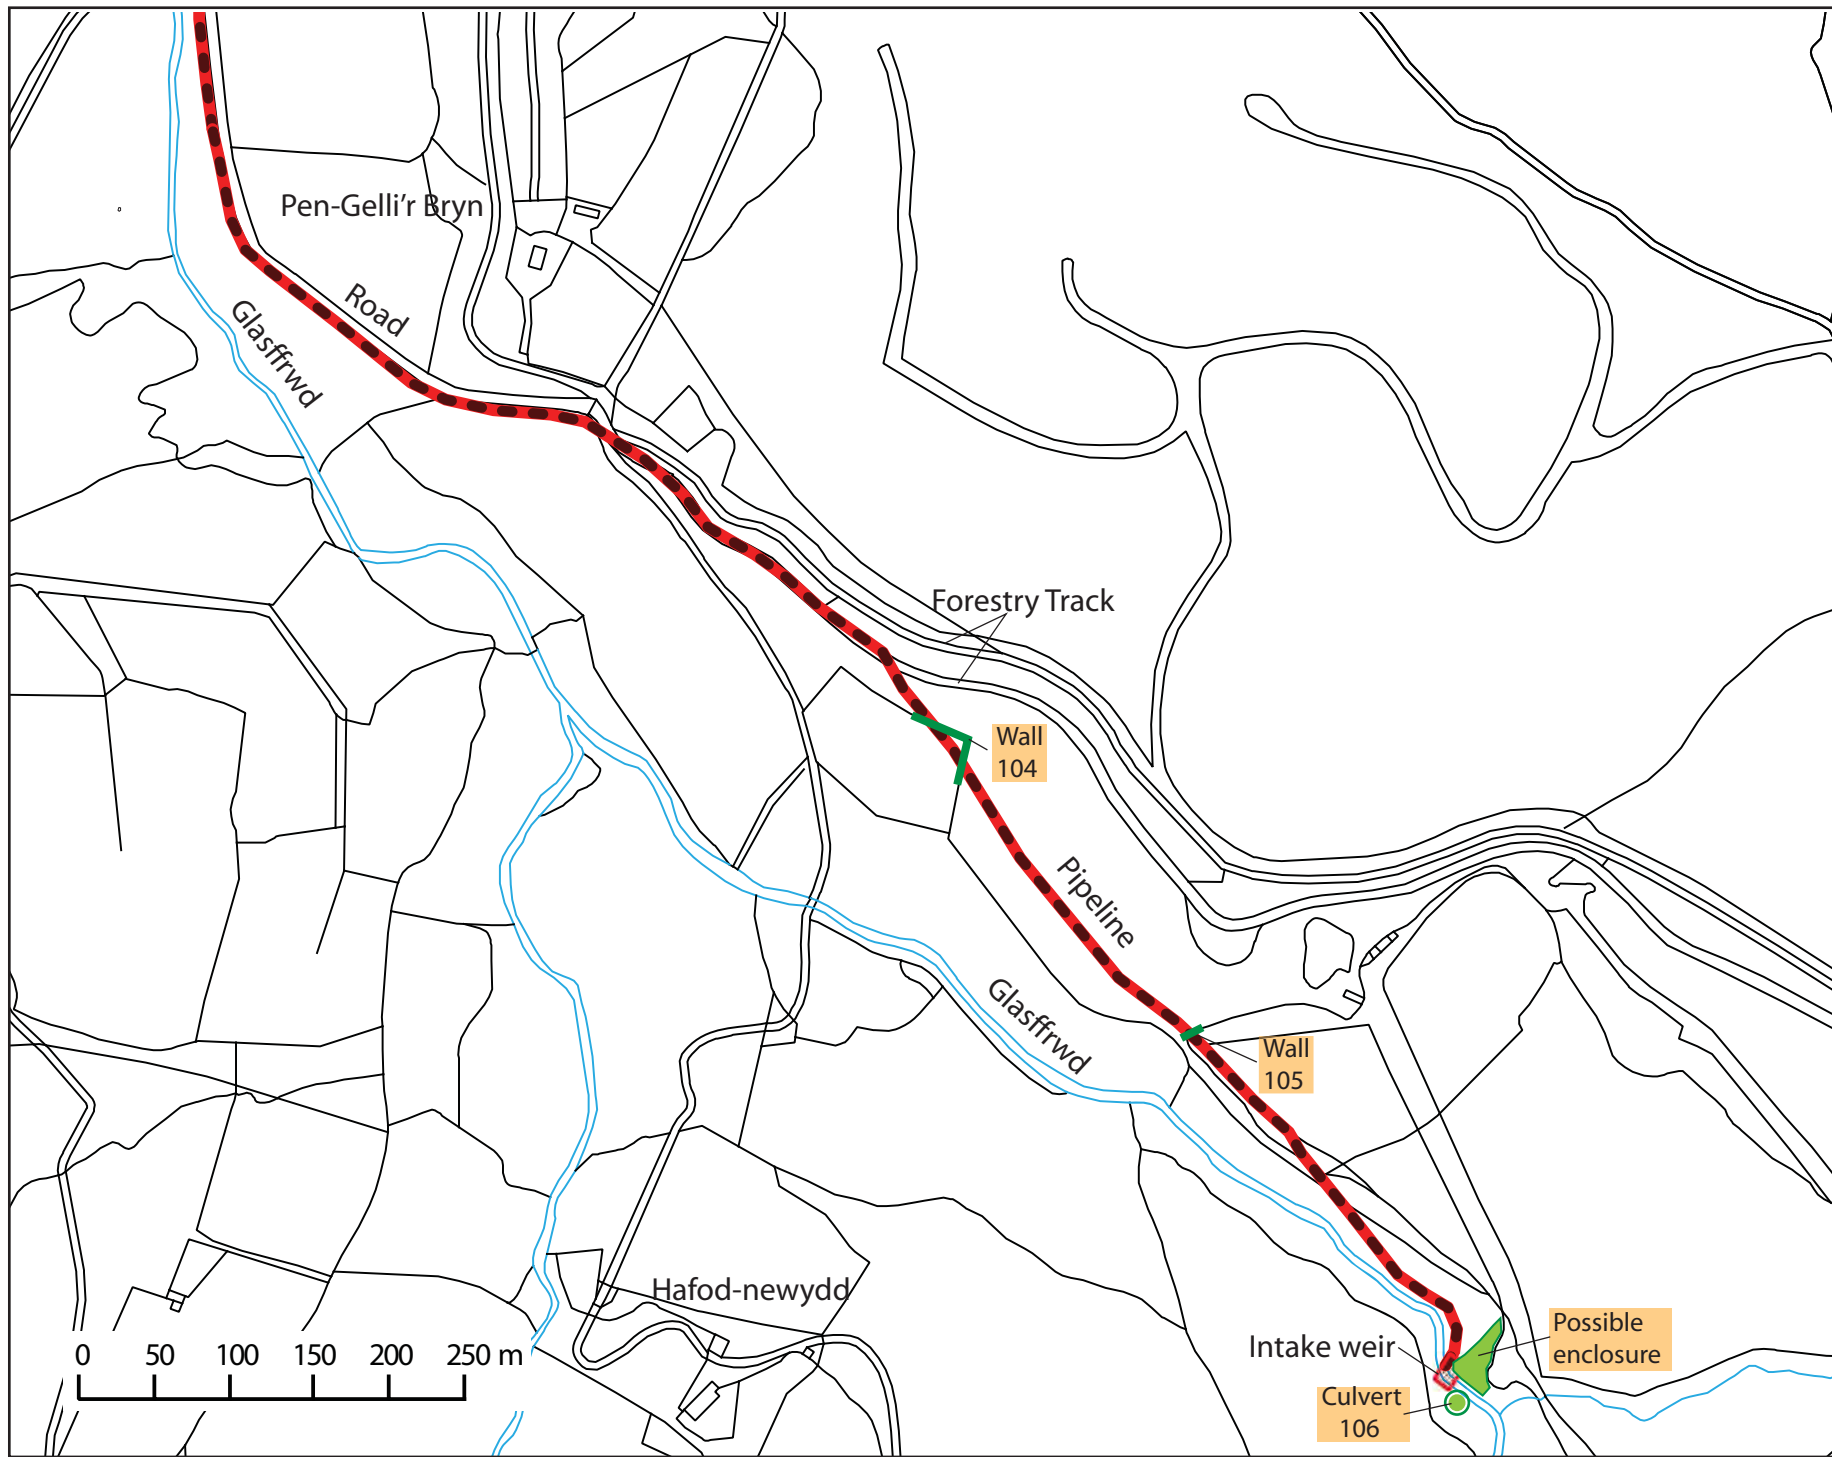 Pen-Gelli’r Bryn
Road
Glasffrwd
Forestry Track
Wall
104
Pipeline
Glasffrwd
Wall
105
Hafod-newydd
Possible
enclosure
Intake weir
Culvert
106
0 50 100 150 200 250 m